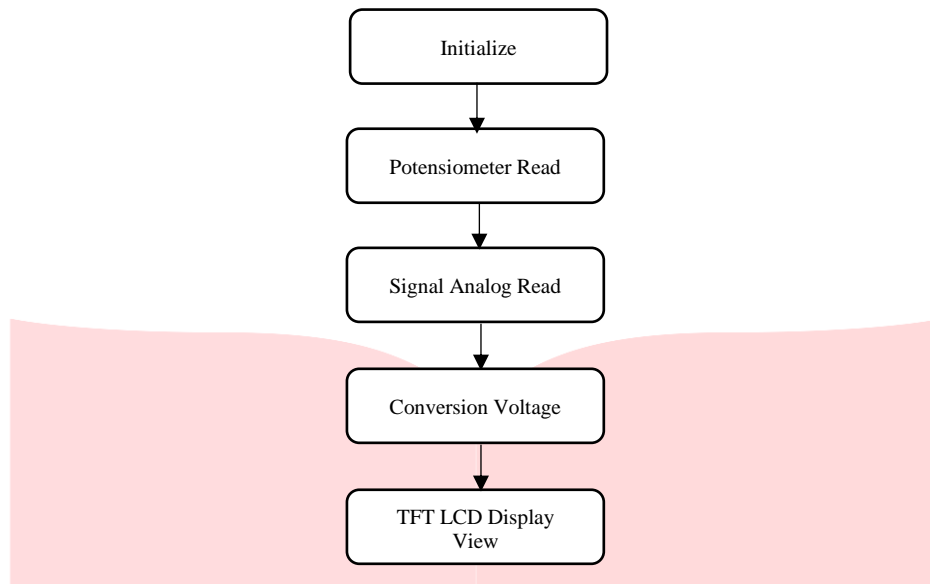 Initialize
Potensiometer Read
Signal Analog Read
Conversion Voltage
TFT LCD Display
View